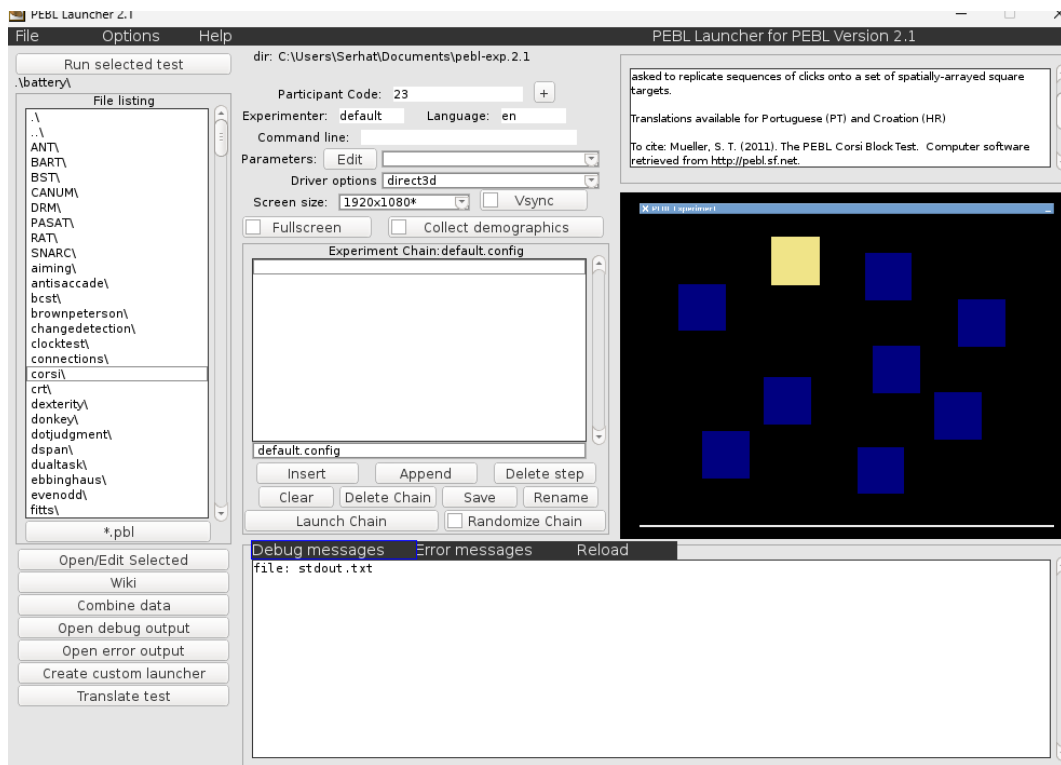 PEBL Launcher 2.1
File Options Help PEBL Launcher for PEBL Version 2.1
Run selected test
.\battery\
File listing
.\
..\
ANT\
BART\
BST\
CANUM\
DRM\
PASAT\
RAT\
SNARC\
aiming\
antisaccade\
bcst\
brownpeterson\
changedetection\
clocktest\
connections\
corsi\
crt\
dexterity\
donkey\
dotjudgment\
dspan\
dualtask\
ebbinghaus\
evenodd\
fitts\
*.pbl
Open/Edit Selected
Wiki
Combine data
Open debug output
Open error output
Create custom launcher
Translate test
dir: C:\Users\Serhat\Documents\pebl-exp.2.1
Participant Code: 23 +
Experimenter: default Language: en
Command line:
Parameters: Edit
Driver options direct3d
Screen size: 1920x1080* Vsync
Fullscreen Collect demographics
Experiment Chain:default.config
default.config
Insert Append Delete step
Clear Delete Chain Save Rename
Launch Chain Randomize Chain
asked to replicate sequences of clicks onto a set of spatially-arrayed square
targets.
Translations available for Portuguese (PT) and Croation (HR)
To cite: Mueller, S. T. (2011). The PEBL Corsi Block Test. Computer software
retrieved from http://pebl.sf.net.
X PEBL Experiment
Debug messages Error messages Reload
file: stdout.txt